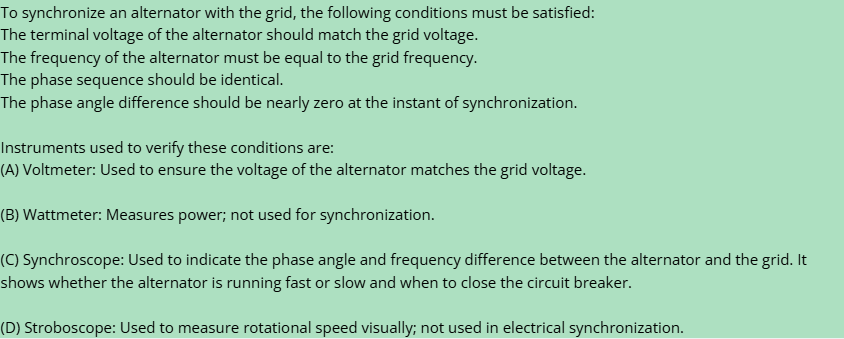 To synchronize an alternator with the grid, the following conditions must be satisfied:
The terminal voltage of the alternator should match the grid voltage.
The frequency of the alternator must be equal to the grid frequency.
The phase sequence should be identical.
The phase angle difference should be nearly zero at the instant of synchronization.
Instruments used to verify these conditions are:
(A) Voltmeter: Used to ensure the voltage of the alternator matches the grid voltage.
(B) Wattmeter: Measures power; not used for synchronization.
(C) Synchroscope: Used to indicate the phase angle and frequency difference between the alternator and the grid. It
shows whether the alternator is running fast or slow and when to close the circuit breaker.
(D) Stroboscope: Used to measure rotational speed visually; not used in electrical synchronization.